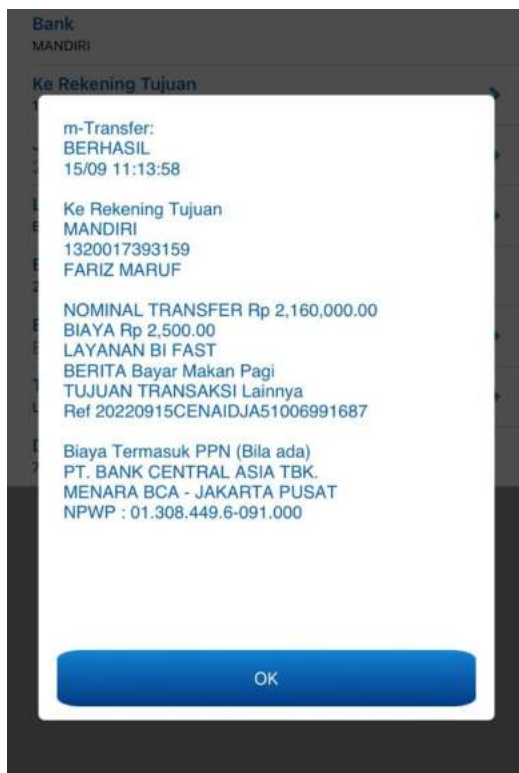 Bank
MANDIRI
Ke Rekening Tujuan
m-Transfer:
BERHASIL
15/09 11:13:58
Ke Rekening Tujuan
MANDIRI
1320017393159
FARIZ MARUF
NOMINAL TRANSFER Rp 2,160,000.00
BIAYA Rp 2,500.00
LAYANAN BI FAST
BERITA Bayar Makan Pagi
TUJUAN TRANSAKSI Lainnya
Ref 20220915CENAIDJA51006991687
Biaya Termasuk PPN (Bila ada)
PT. BANK CENTRAL ASIA TBK.
MENARA BCA - JAKARTA PUSAT
NPWP : 01.308.449.6-091.000
OK